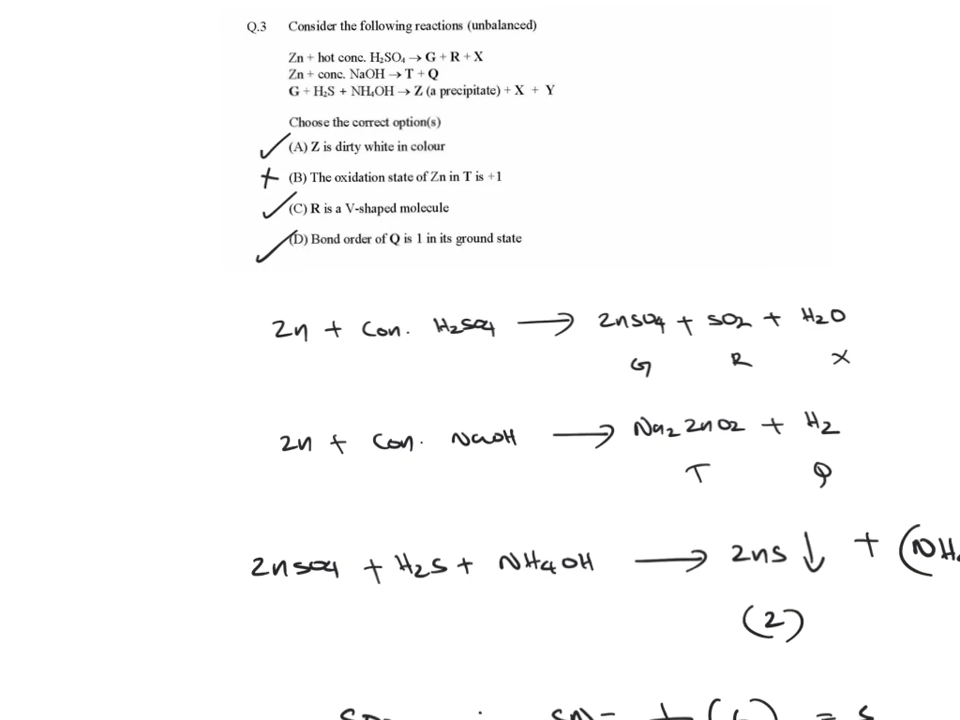 Q.3 Consider the following reactions (unbalanced)
Zn + hot conc. H₂SO₄ → G + R + X
Zn + conc. NaOH → T + Q
G + H₂S + NH₄OH → Z (a precipitate) + X + Y
Choose the correct option(s)
(A) Z is dirty white in colour
(B) The oxidation state of Zn in T is +1
(C) R is a V-shaped molecule
(D) Bond order of Q is 1 in its ground state
Zn + Con. H₂SO₄ → ZnSO₄ + SO₂ + H₂O
G R X
Zn + Con. NaOH → Na₂ZnO₂ + H₂
T Q
ZnSO₄ + H₂S + NH₄OH → ZnS ↓ + (NH₄
(Z)